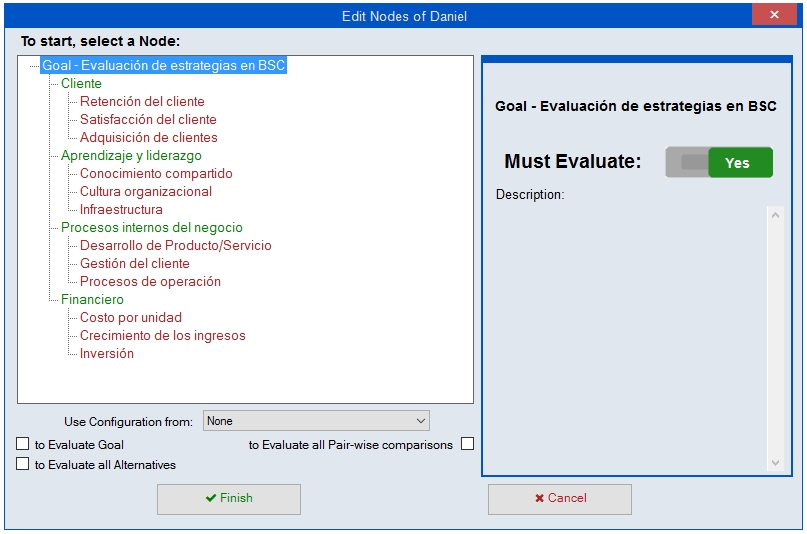 Edit Nodes of Daniel
To start, select a Node:
Goal - Evaluación de estrategias en BSC
Cliente
Retención del cliente
Satisfacción del cliente
Adquisición de clientes
Aprendizaje y liderazgo
Conocimiento compartido
Cultura organizacional
Infraestructura
Procesos internos del negocio
Desarrollo de Producto/Servicio
Gestión del cliente
Procesos de operación
Financiero
Costo por unidad
Crecimiento de los ingresos
Inversión
Use Configuration from: None
to Evaluate Goal
to Evaluate all Pair-wise comparisons
to Evaluate all Alternatives
Goal - Evaluación de estrategias en BSC
Must Evaluate: Yes
Description:
Finish
Cancel